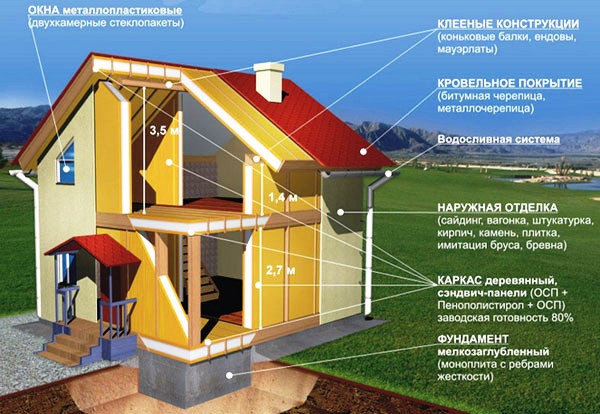 ОКНА металлопластиковые
(двухкамерные стеклопакеты)
КЛЕЕНЫЕ КОНСТРУКЦИИ
(коньковые балки, ендовы,
мауэрлаты)
КРОВЕЛЬНОЕ ПОКРЫТИЕ
(битумная черепица,
металлочерепица)
Водосливная система
3,5 м
1,4 м
НАРУЖНАЯ ОТДЕЛКА
(сайдинг, вагонка, штукатурка,
кирпич, камень, плитка,
имитация бруса, бревна)
2,7 м
КАРКАС деревянный,
сэндвич-панели (ОСП +
Пенополистирол + ОСП)
заводская готовность 80%
ФУНДАМЕНТ
мелкозаглубленный
(моноплита с ребрами
жесткости)